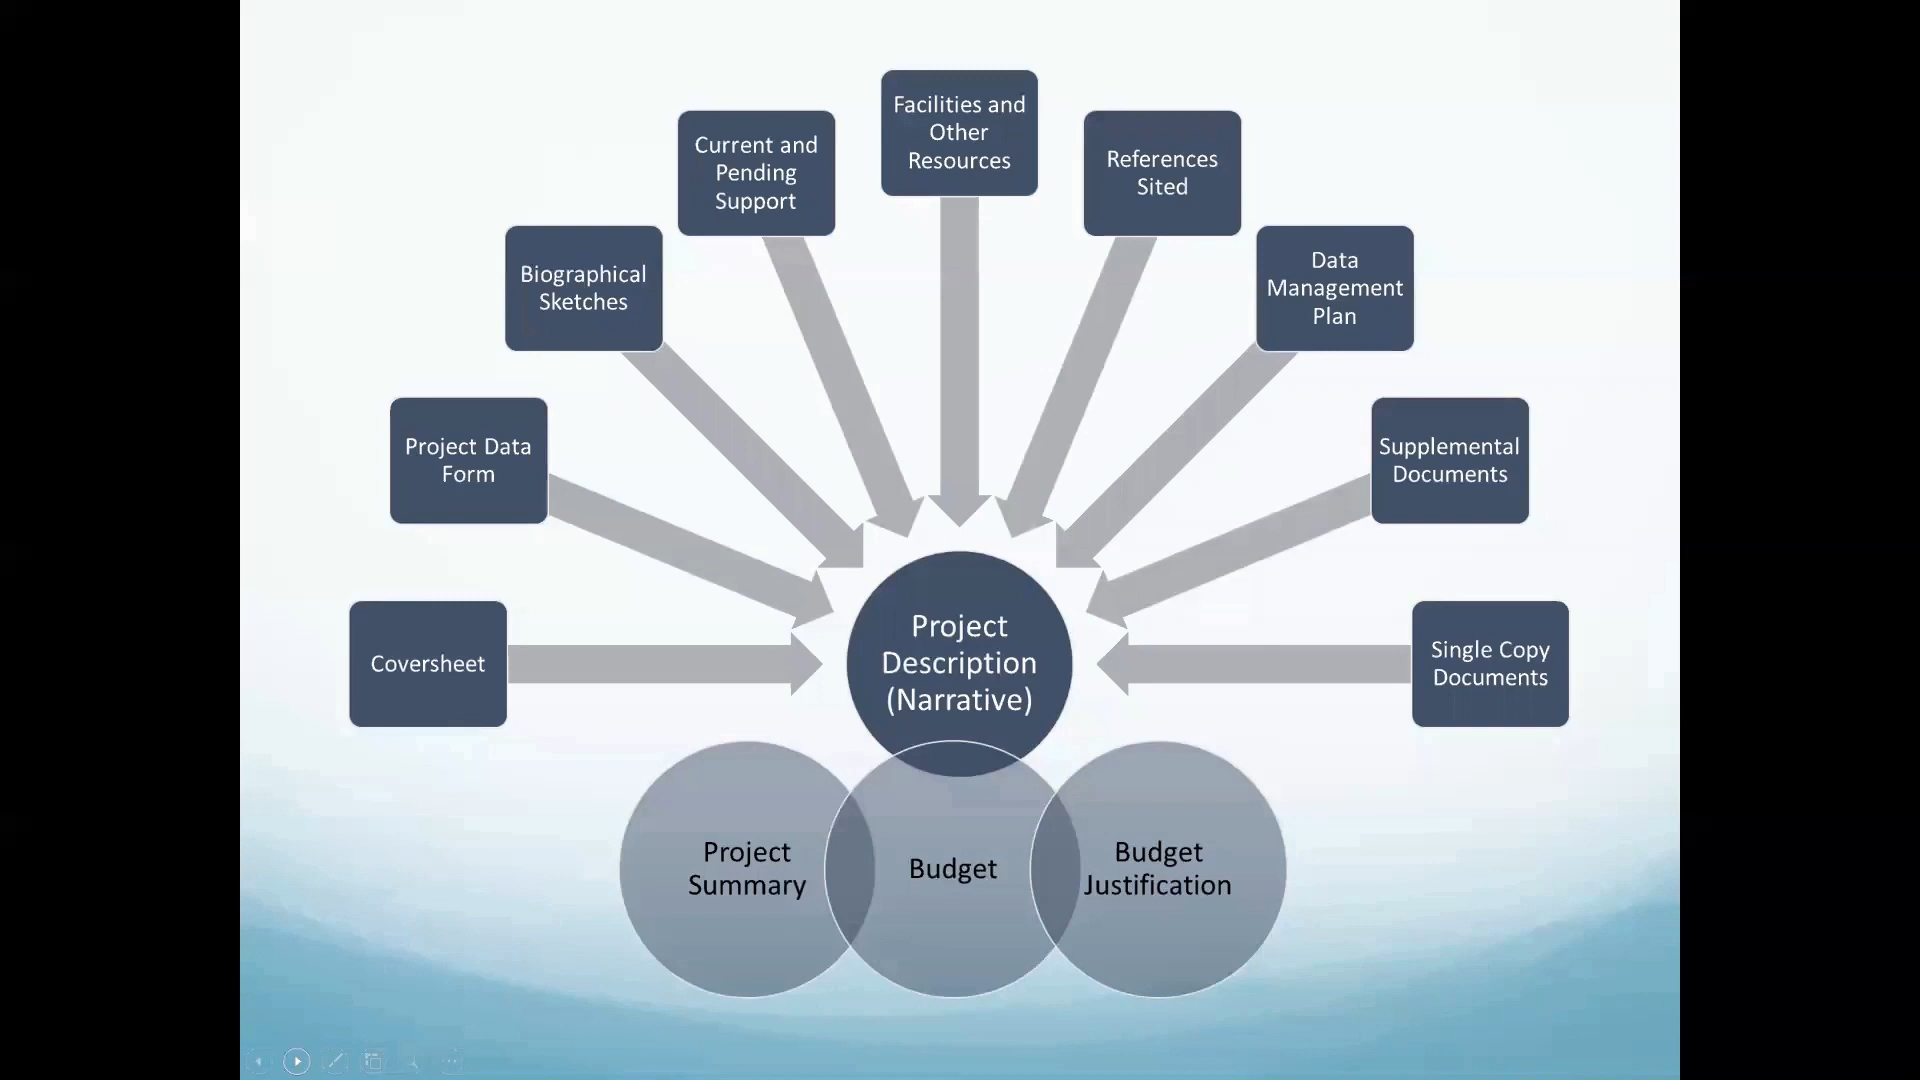 Facilities and
Other
Resources
Current and
Pending
Support
References
Sited
Biographical
Sketches
Data
Management
Plan
Project Data
Form
Supplemental
Documents
Coversheet
Project
Description
(Narrative)
Single Copy
Documents
Project
Summary
Budget
Budget
Justification